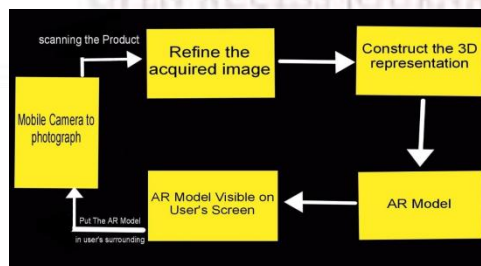 scanning the Product
Refine the
acquired image
Construct the 3D
representation
Mobile Camera to
photograph
AR Model Visible on
User's Screen
AR Model
Put The AR Model
in user's surrounding